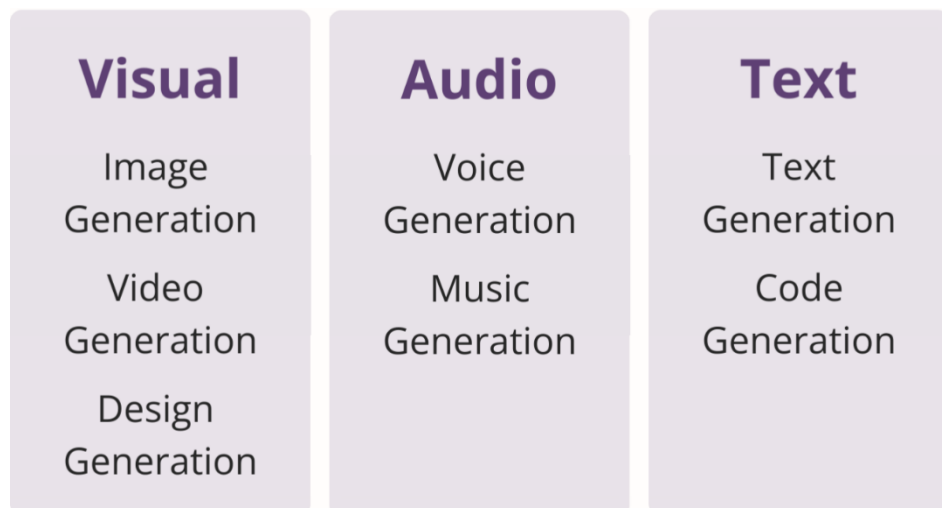 Visual
Image
Generation
Video
Generation
Design
Generation
Audio
Voice
Generation
Music
Generation
Text
Text
Generation
Code
Generation